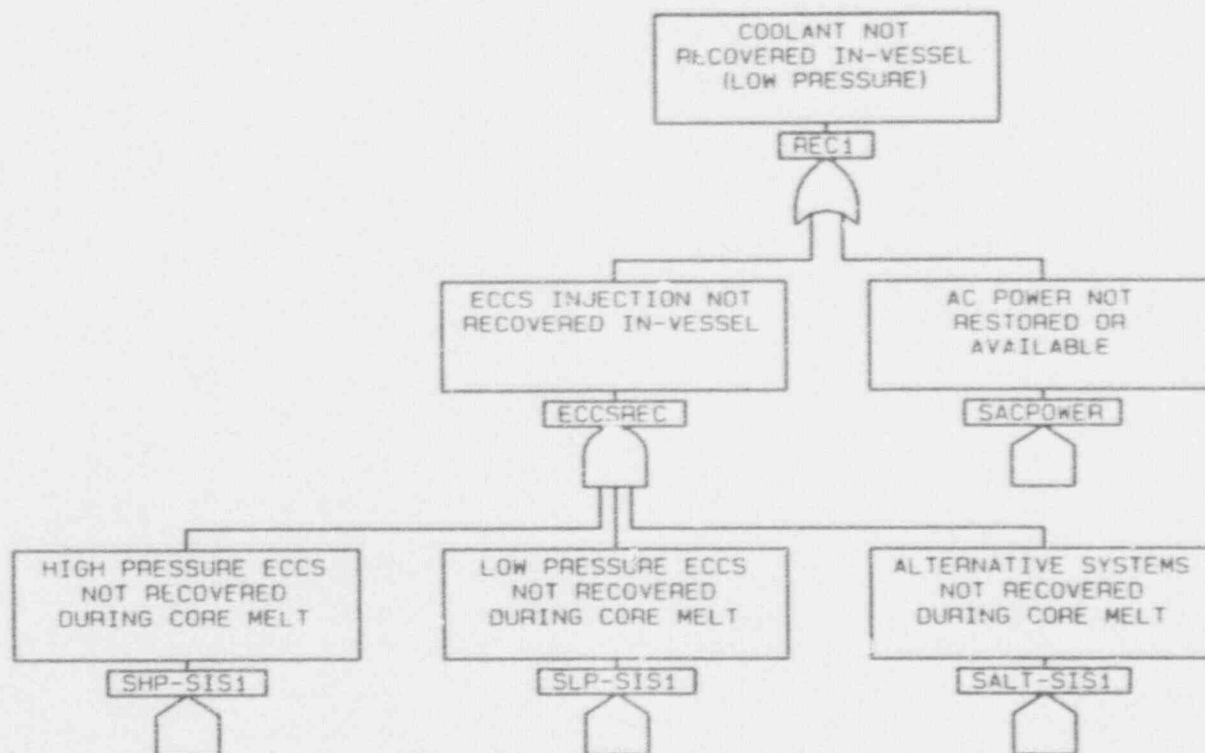 COOLANT NOT
RECOVERED IN-VESSEL
(LOW PRESSURE)
REC1
ECCS INJECTION NOT
RECOVERED IN-VESSEL
ECCSREC
AC POWER NOT
RESTORED OR
AVAILABLE
SACPOWER
HIGH PRESSURE ECCS
NOT RECOVERED
DURING CORE MELT
SHP-SIS1
LOW PRESSURE ECCS
NOT RECOVERED
DURING CORE MELT
SLP-SIS1
ALTERNATIVE SYSTEMS
NOT RECOVERED
DURING CORE MELT
SALT-SIS1